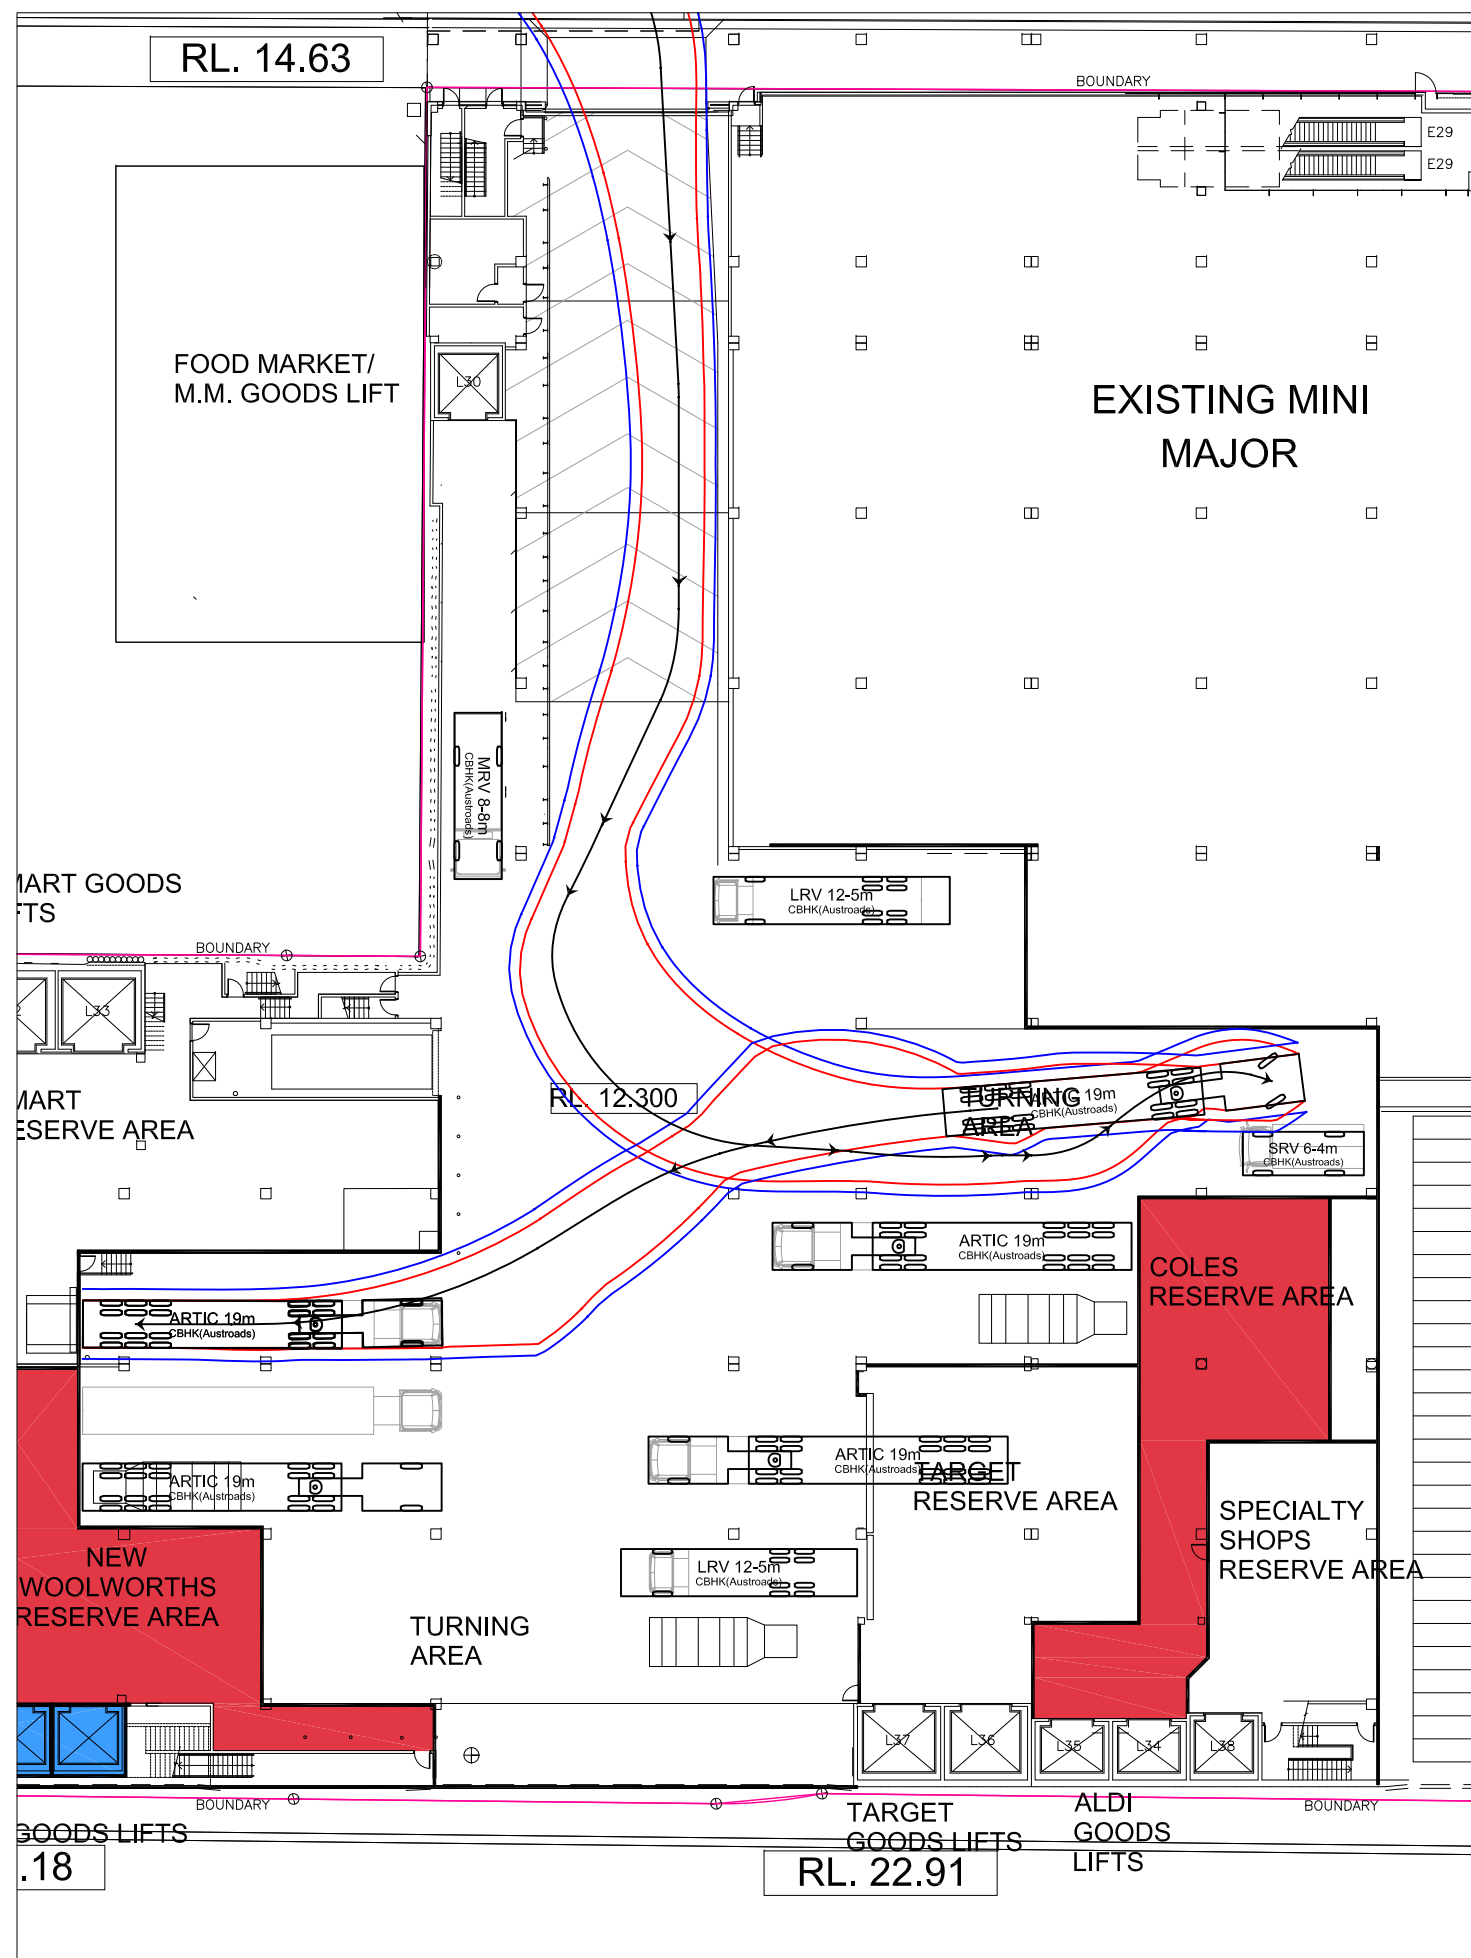 RL. 14.63
BOUNDARY
E29
E29
FOOD MARKET/
M.M. GOODS LIFT
L30
EXISTING MINI
MAJOR
MRV 8-8m
CBHK(Austroads)
MART GOODS
FTS
LRV 12-5m
CBHK(Austroads)
BOUNDARY
2
L33
MART
ESERVE AREA
RL. 12.300
TURNING
AREA
ARTIC 19m
CBHK(Austroads)
SRV 6-4m
CBHK(Austroads)
ARTIC 19m
CBHK(Austroads)
COLES
RESERVE AREA
ARTIC 19m
CBHK(Austroads)
ARTIC 19m
CBHK(Austroads)
TARGET
RESERVE AREA
ARTIC 19m
CBHK(Austroads)
SPECIALTY
SHOPS
RESERVE AREA
NEW
WOOLWORTHS
RESERVE AREA
LRV 12-5m
CBHK(Austroads)
TURNING
AREA
L37
L36
L35
L34
L38
BOUNDARY
BOUNDARY
TARGET
GOODS LIFTS
ALDI
GOODS
LIFTS
GOODS LIFTS
.18
RL. 22.91